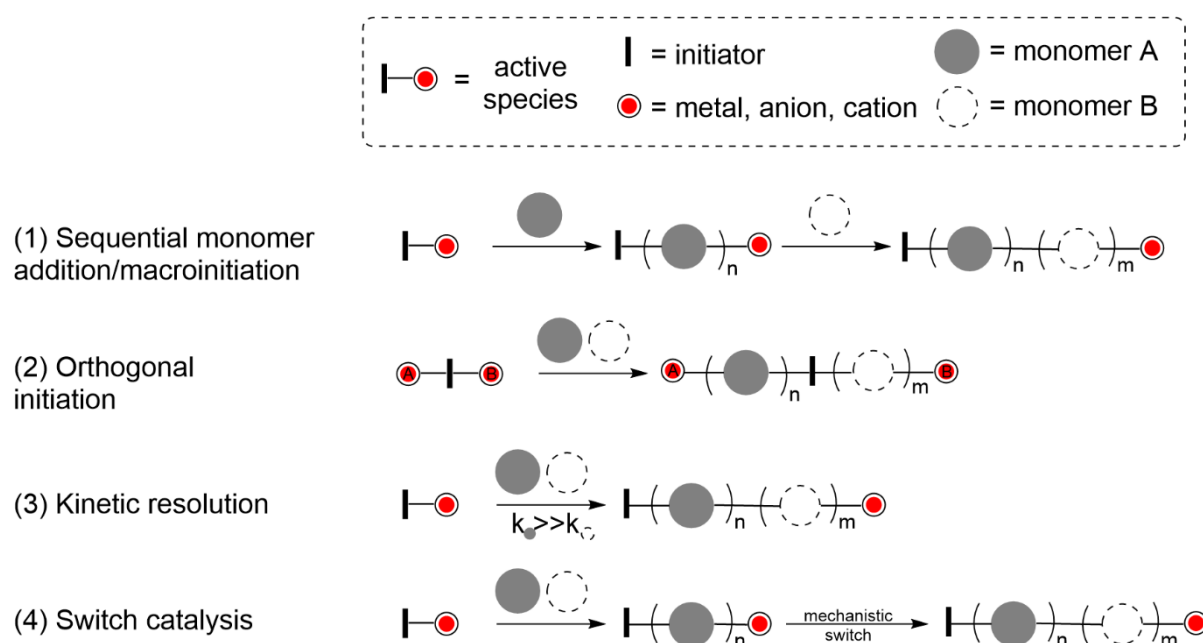 = active species
= initiator
= metal, anion, cation
= monomer A
= monomer B
(1) Sequential monomer
addition/macroinitiation
( ) n
( ) n ( ) m
(2) Orthogonal
initiation
A B
A ( ) n ( ) m B
(3) Kinetic resolution
k >> k
( ) n ( ) m
(4) Switch catalysis
( ) n
mechanistic
switch
( ) n ( ) m